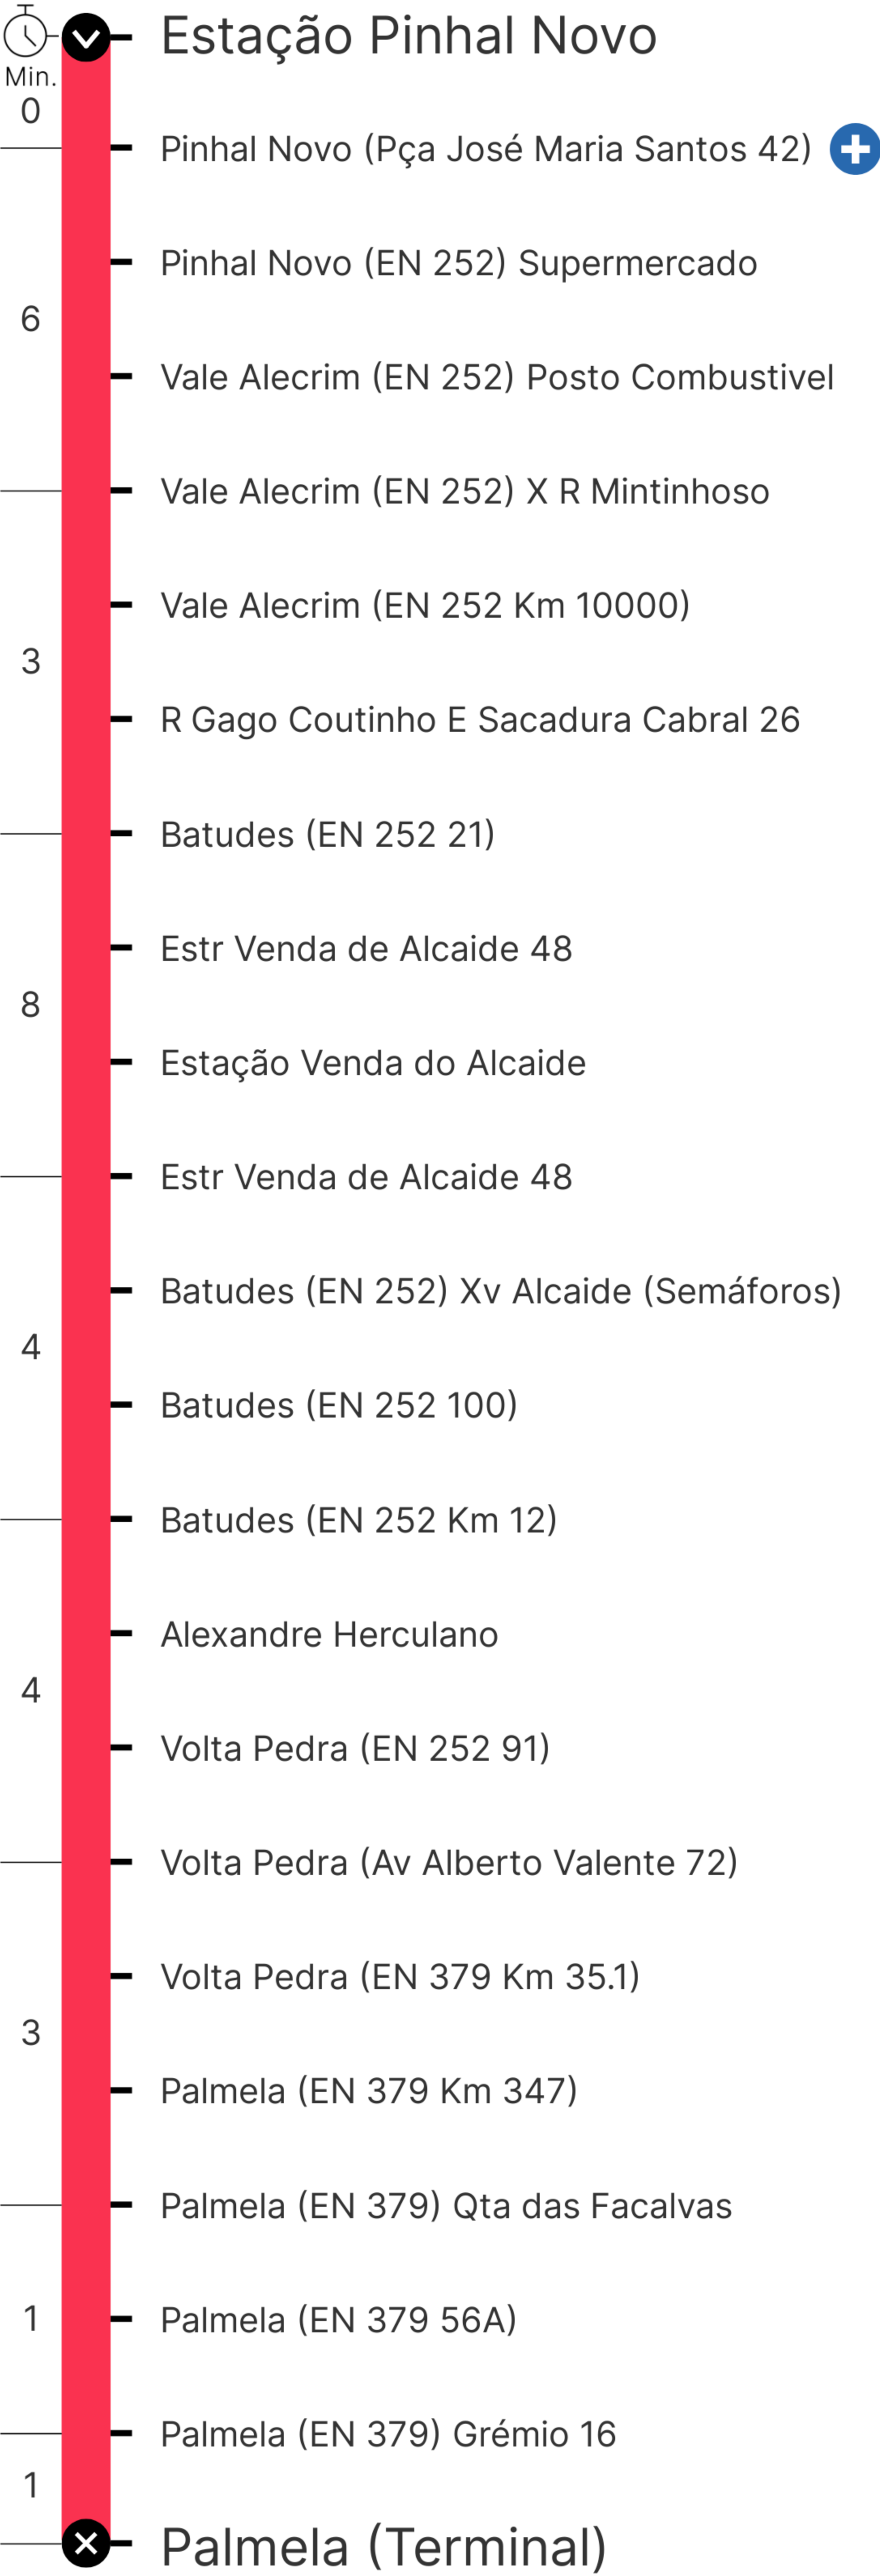 Estação Pinhal Novo
Min.
0
Pinhal Novo (Pça José Maria Santos 42)
Pinhal Novo (EN 252) Supermercado
6
Vale Alecrim (EN 252) Posto Combustivel
Vale Alecrim (EN 252) X R Mintinhoso
Vale Alecrim (EN 252 Km 10000)
3
R Gago Coutinho E Sacadura Cabral 26
Batudes (EN 252 21)
Estr Venda de Alcaide 48
8
Estação Venda do Alcaide
Estr Venda de Alcaide 48
Batudes (EN 252) Xv Alcaide (Semáforos)
4
Batudes (EN 252 100)
Batudes (EN 252 Km 12)
Alexandre Herculano
4
Volta Pedra (EN 252 91)
Volta Pedra (Av Alberto Valente 72)
Volta Pedra (EN 379 Km 35.1)
3
Palmela (EN 379 Km 347)
Palmela (EN 379) Qta das Facalvas
1
Palmela (EN 379 56A)
Palmela (EN 379) Grémio 16
1
Palmela (Terminal)